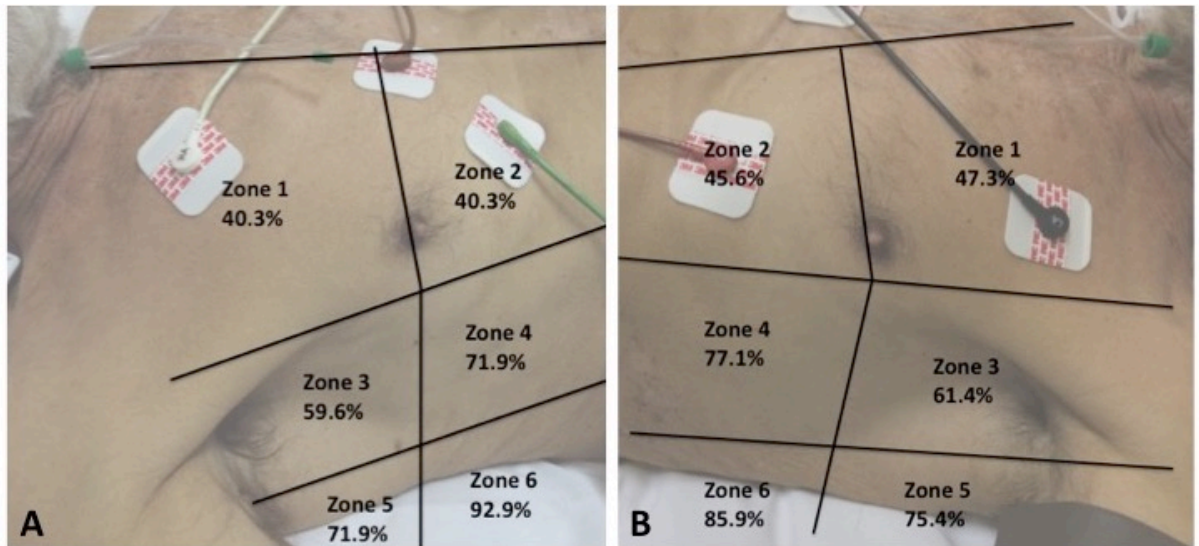 Zone 1
40.3%
Zone 2
40.3%
Zone 3
59.6%
Zone 4
71.9%
Zone 5
71.9%
Zone 6
92.9%
A
Zone 2
45.6%
Zone 1
47.3%
Zone 4
77.1%
Zone 3
61.4%
Zone 6
85.9%
Zone 5
75.4%
B